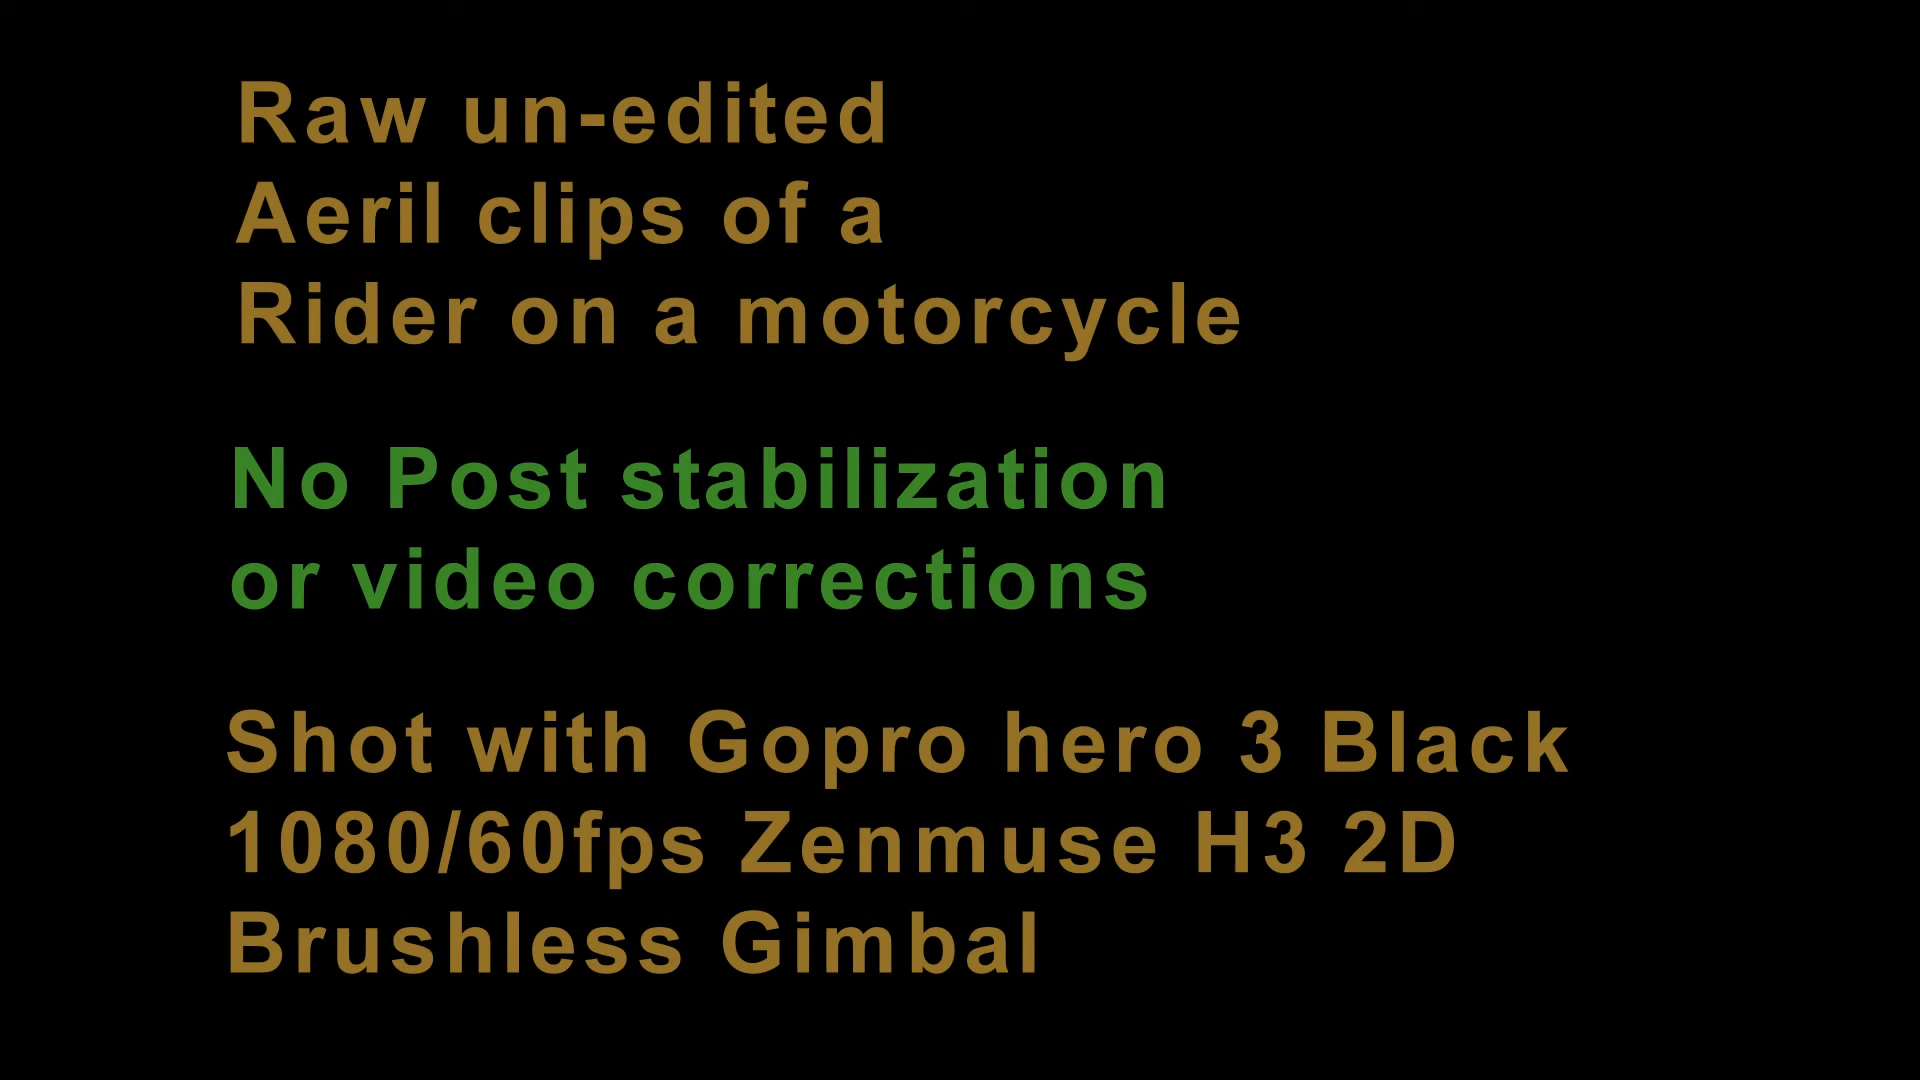 Raw un-edited
Aeril clips of a
Rider on a motorcycle
No Post stabilization
or video corrections
Shot with Gopro hero 3 Black
1080/60fps Zenmuse H3 2D
Brushless Gimbal